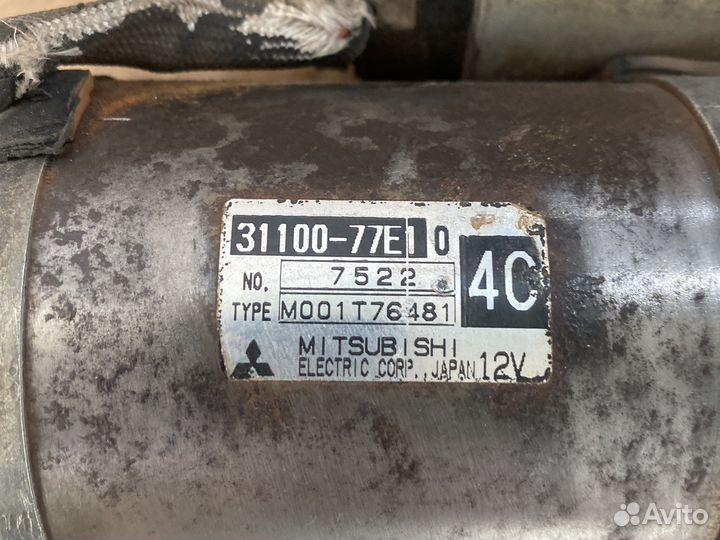 31100-77E10
4C
NO. 7522
TYPE M001T76481
MITSUBISHI
ELECTRIC CORP., JAPAN 12V
Avito